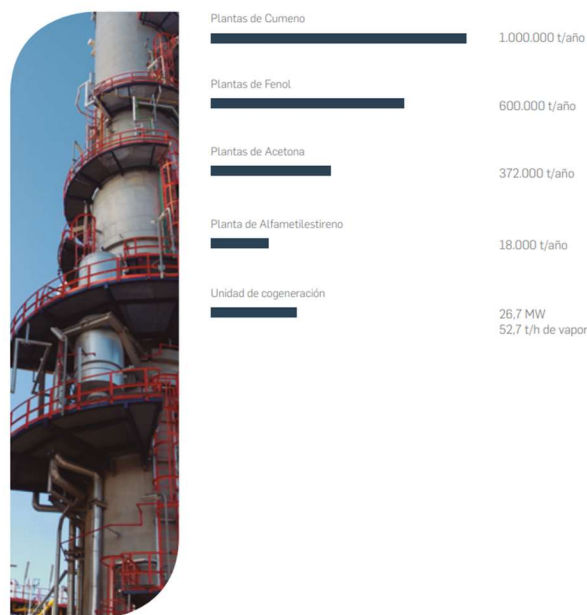 Plantas de Cumeno
1.000.000 t/año
Plantas de Fenol
600.000 t/año
Plantas de Acetona
372.000 t/año
Planta de Alfametilestireno
18.000 t/año
Unidad de cogeneración
26,7 MW
52,7 t/h de vapor